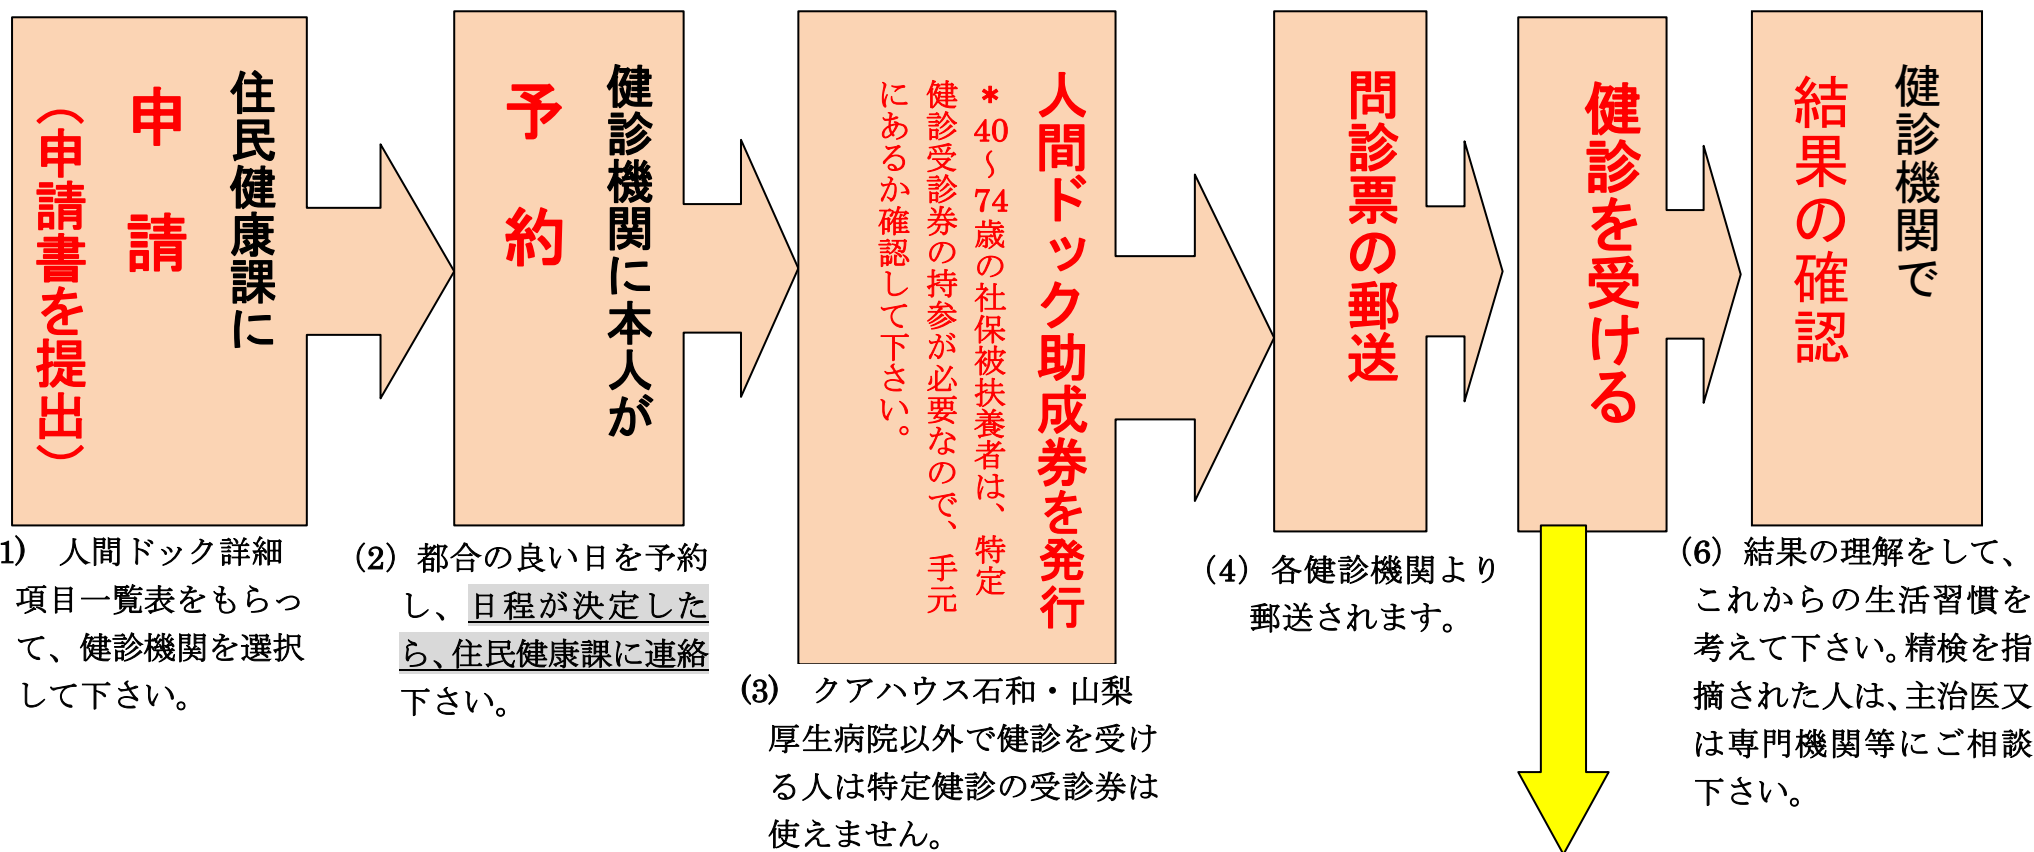 住民健康課に
申　請
（申請書を提出）
健診機関に本人が
予　約
人間ドック助成券を発行
＊40～74歳の社保被扶養者は、特定
健診受診券の持参が必要なので、手元
にあるか確認して下さい。
問診票の郵送
健診を受ける
健診機関で
結果の確認
1)　人間ドック詳細
項目一覧表をもらっ
て、健診機関を選択
して下さい。
（2）都合の良い日を予約
し、日程が決定した
ら、住民健康課に連絡
下さい。
(3)　クアハウス石和・山梨
厚生病院以外で健診を受け
る人は特定健診の受診券は
使えません。
（4）各健診機関より
郵送されます。
（6）結果の理解をして、
これからの生活習慣を
考えて下さい。精検を指
摘された人は、主治医又
は専門機関等にご相談
下さい。